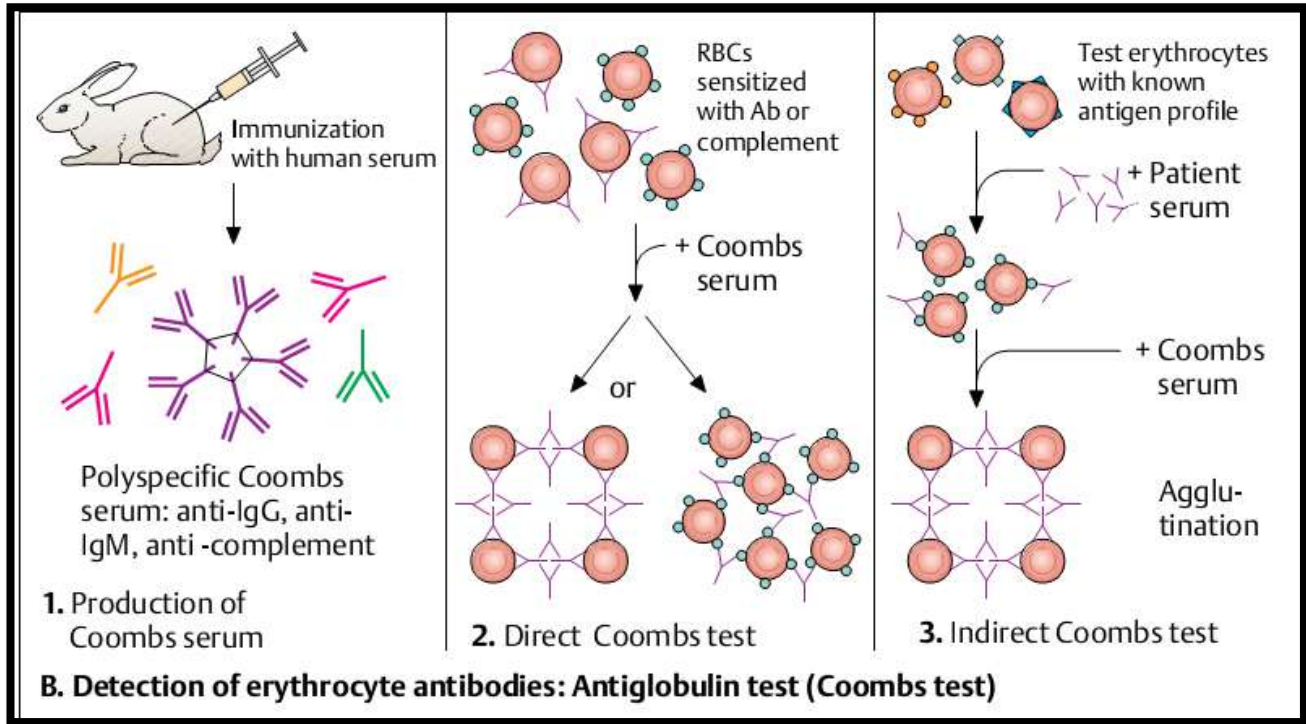 Immunization
with human serum
Polyspecific Coombs
serum: anti-IgG, anti-
IgM, anti -complement
1. Production of
Coombs serum
RBCs
sensitized
with Ab or
complement
+ Coombs
serum
or
2. Direct Coombs test
Test erythrocytes
with known
antigen profile
+ Patient
serum
+ Coombs
serum
Agglu-
tination
3. Indirect Coombs test
B. Detection of erythrocyte antibodies: Antiglobulin test (Coombs test)